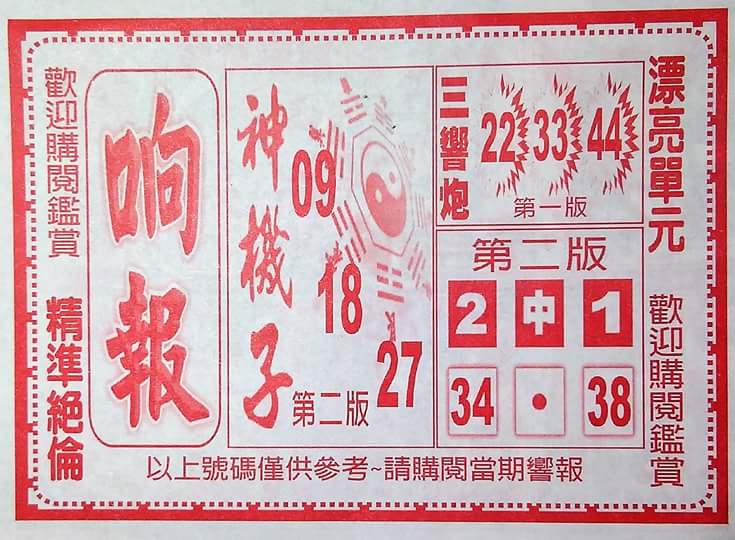 歡迎購閱鑑賞
精準絕倫
响報
神機子
09
18
27
第二版
三響炮
22 33 44
第一版
第二版
2 中 1
34 • 38
漂亮單元
歡迎購閱鑑賞
以上號碼僅供參考~請購閱當期響報